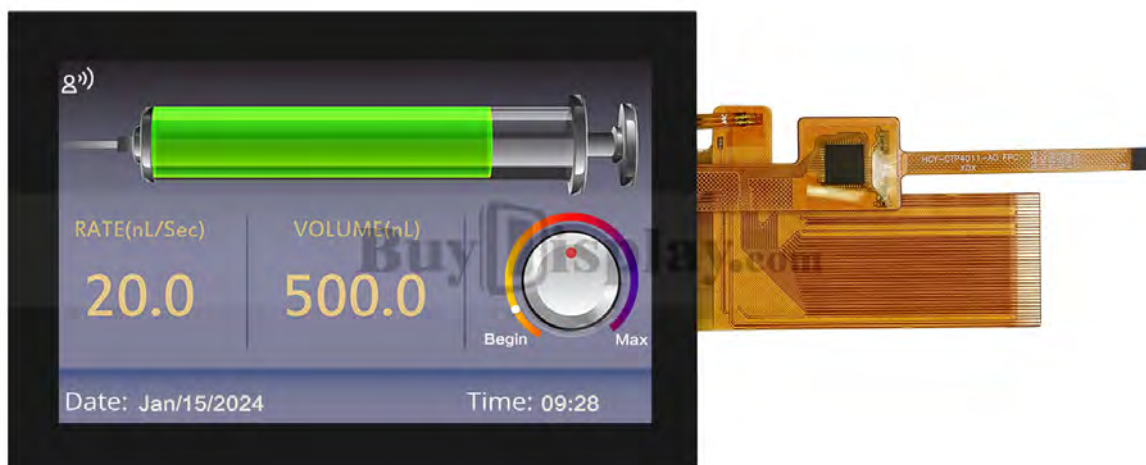 RATE(nL/Sec)
VOLUME(nL)
20.0
500.0
Begin
Max
Date: Jan/15/2024
Time: 09:28
BuyDisplay.com
HCY-CTP4011-A0 FPC